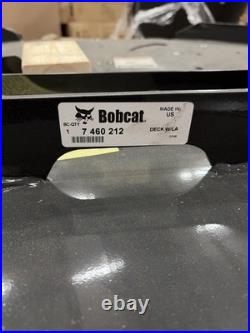 Bobcat.
MADE IN:
US
BC-QTY
1 7 460 212
DECK W/LA